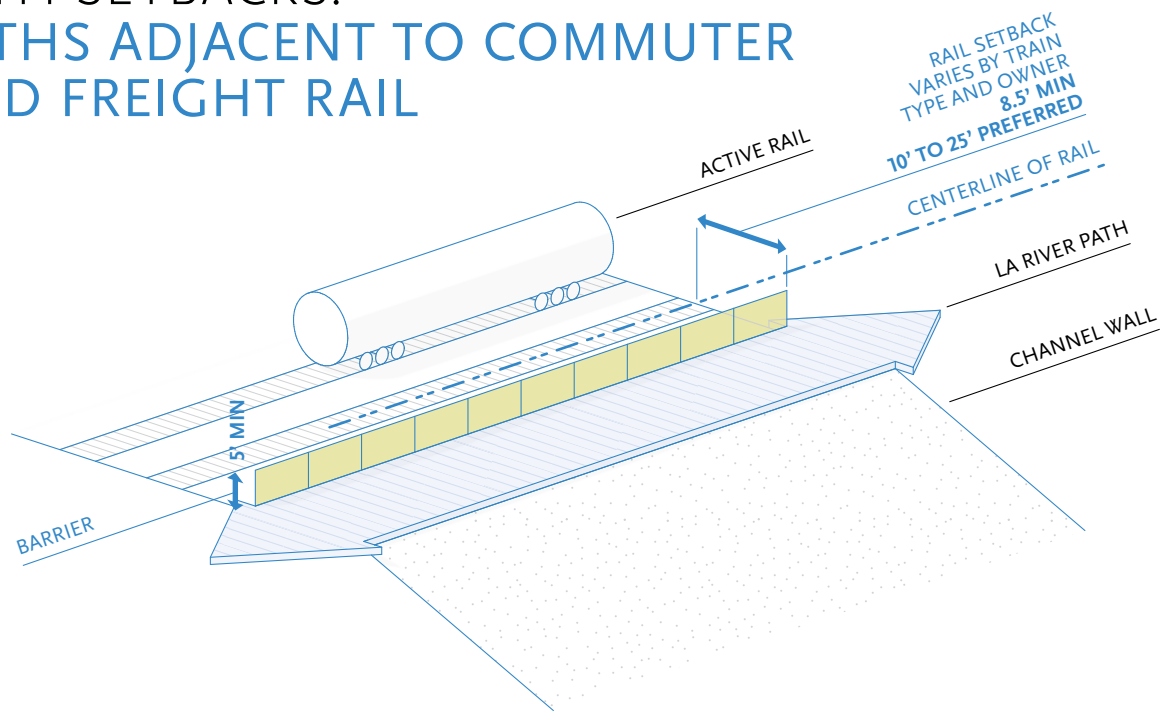 SETBACKS:
THS ADJACENT TO COMMUTER
D FREIGHT RAIL
RAIL SETBACK
VARIES BY TRAIN
TYPE AND OWNER
8.5' MIN
10' TO 25' PREFERRED
ACTIVE RAIL
CENTERLINE OF RAIL
LA RIVER PATH
CHANNEL WALL
5' MIN
BARRIER